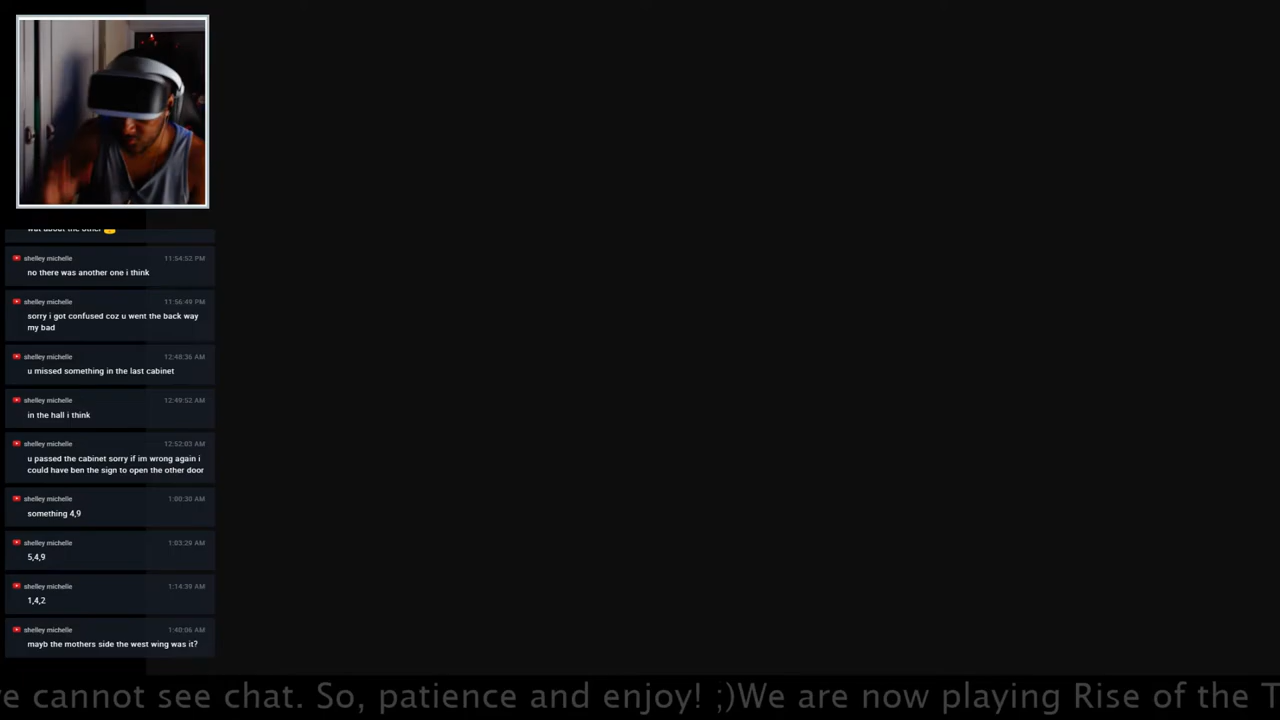 wat about the other
shelley michelle 11:54:52 PM
no there was another one i think
shelley michelle 11:56:49 PM
sorry i got confused coz u went the back way
my bad
shelley michelle 12:48:36 AM
u missed something in the last cabinet
shelley michelle 12:49:52 AM
in the hall i think
shelley michelle 12:52:03 AM
u passed the cabinet sorry if im wrong again i
could have ben the sign to open the other door
shelley michelle 1:00:30 AM
something 4,9
shelley michelle 1:03:29 AM
5,4,9
shelley michelle 1:14:39 AM
1,4,2
shelley michelle 1:40:06 AM
mayb the mothers side the west wing was it?
ve cannot see chat. So, patience and enjoy! ;)We are now playing Rise of the T